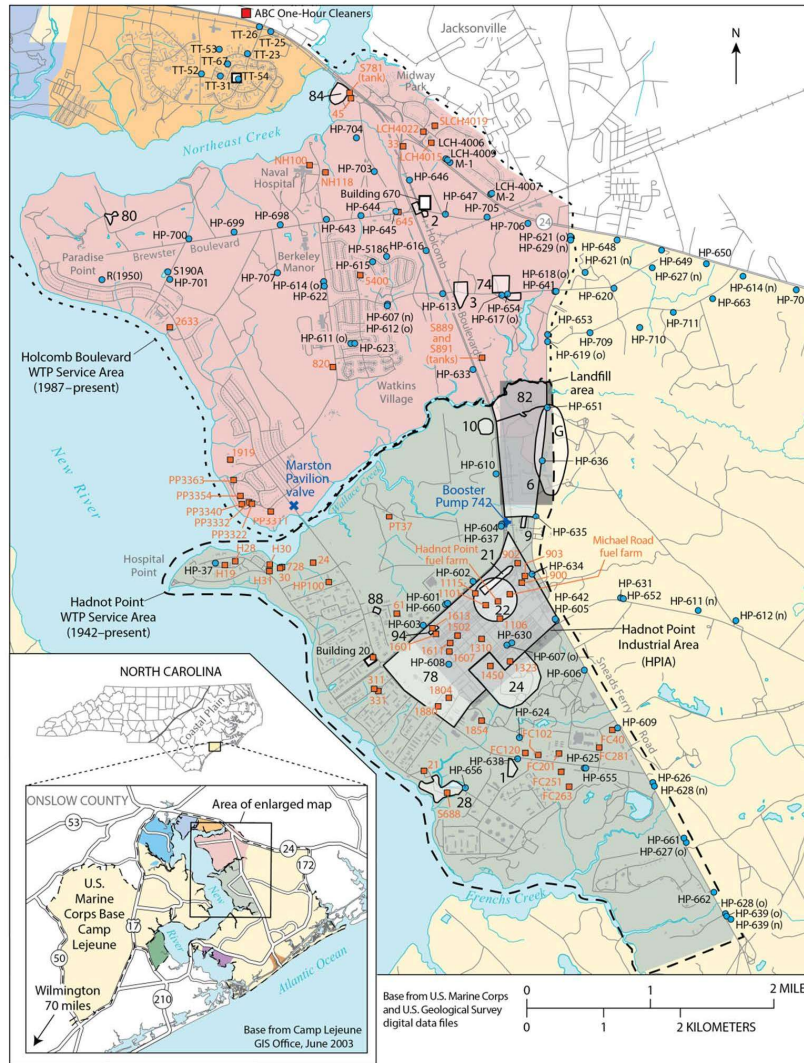 ABC One-Hour Cleaners
TT-26
TT-25
TT-53
TT-23
TT-67
TT-52
TT-54
TT-31
Jacksonville
N
S781
(tank)
Midway
Park
84
45
Northeast Creek
HP-704
LCH4022
SLCH4019
33
LCH-4006
LCH4015
LCH-4009
M-1
NH100
Naval
Hospital
NH118
HP-703
HP-646
LCH-4007
M-2
Building 670
HP-647
HP-705
24
80
HP-699
HP-698
HP-644
645
2
HP-700
HP-643
HP-645
HP-706
HP-621 (o)
HP-629 (n)
HP-648
HP-650
Paradise
Point
Brewster
Boulevard
Berkeley
Manor
HP-5186
HP-616
Holcomb
HP-649
R(1950)
S190A
HP-701
HP-707
HP-615
S400
HP-614 (o)
HP-622
74
HP-618 (o)
HP-641
HP-621 (n)
HP-627 (n)
HP-620
HP-614 (n)
HP-663
HP-613
3
HP-654
HP-617 (o)
HP-607 (n)
HP-612 (o)
Boulevard
HP-653
HP-711
HP-709
HP-710
2633
S889
and
S891
(tanks)
HP-611 (o)
HP-623
HP-619 (o)
Holcomb Boulevard
WTP Service Area
(1987–present)
820
Watkins
Village
HP-633
Landfill
area
82
HP-651
10
G
New River
1919
Marston
Pavilion
valve
PP3363
PP3354
PP3340
PP3332
PP3322
PP3311
Wallace Creek
HP-610
HP-636
6
Booster
Pump 742
PT37
HP-604
HP-637
9
HP-635
Hospital
Point
H28
H30
HP-37
H19
H31
30
728
24
HP100
21
Hadnot Point
fuel farm
902
903
Michael Road
fuel farm
HP-634
1900
HP-602
1115-
1101
HP-631
HP-652
Hadnot Point
WTP Service Area
(1942–present)
88
61
HP-601
HP-660
22
HP-642
HP-605
HP-611 (n)
HP-612 (n)
HP-603
1613
1502
1106
94
1601
1611
1607
1310
HP-630
Hadnot Point
Industrial Area
(HPIA)
Building 20
HP-608
1323
HP-607 (o)
HP-606
1450
78
24
311
331
1804
1880
1854
HP-624
Sneads Ferry
Road
FC102
HP-609
FC40
FC281
21
HP-638
FC120
HP-656
FC201
HP-625
1
HP-655
HP-626
HP-628 (n)
28
S688
FC251
FC263
HP-661
HP-627 (o)
Frenchs Creek
HP-662
HP-628 (o)
HP-639 (o)
HP-639 (n)
NORTH CAROLINA
Coastal Plain
ONSLOW COUNTY
Area of enlarged map
53
24
172
U.S.
Marine
Corps Base
Camp
Lejeune
New
River
17
50
210
Atlantic Ocean
Wilmington
70 miles
Base from Camp Lejeune
GIS Office, June 2003
Base from U.S. Marine Corps
and U.S. Geological Survey
digital data files
0 1 2 MILE
0 1 2 KILOMETERS